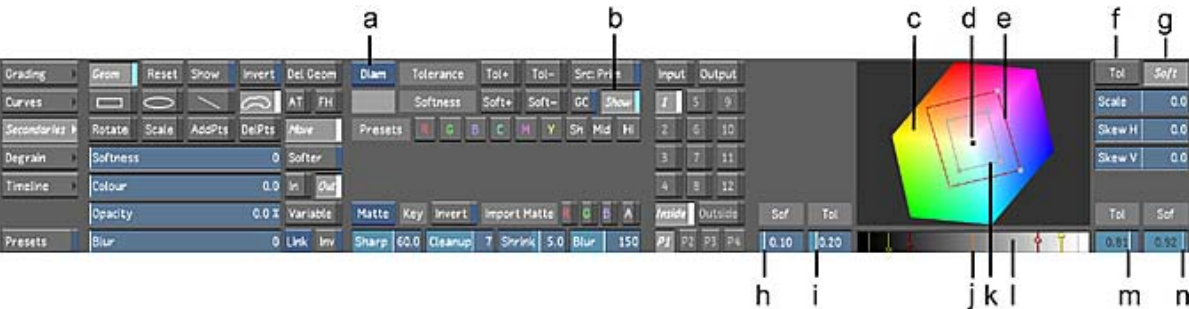 a b c d e f g
Grading Geom Reset Show Invert Del Geom Diam Tolerance Tol+ Tol- Src: Prim Input Output Tol Soft
Curves AT FH Softness Soft+ Soft- GC Show 1 5 9 Scale 0.0
Secondaries Rotate Scale AddPts DelPts Move Presets R G B C M Y Sh Mid Hi 2 6 10 Skew H 0.0
Degrain Softness 0 Softer 3 7 11 Skew V 0.0
Timeline Colour 0.0 In Out 4 8 12
Opacity 0.0 % Variable Matte Key Invert Import Matte R G B A Inside Outside Sof Tol Tol Sof
Presets Blur 0 Link Inv Sharp 60.0 Cleanup 7 Shrink 5.0 Blur 150 P1 P2 P3 P4 0.10 0.20 0.81 0.92
h i j k l m n